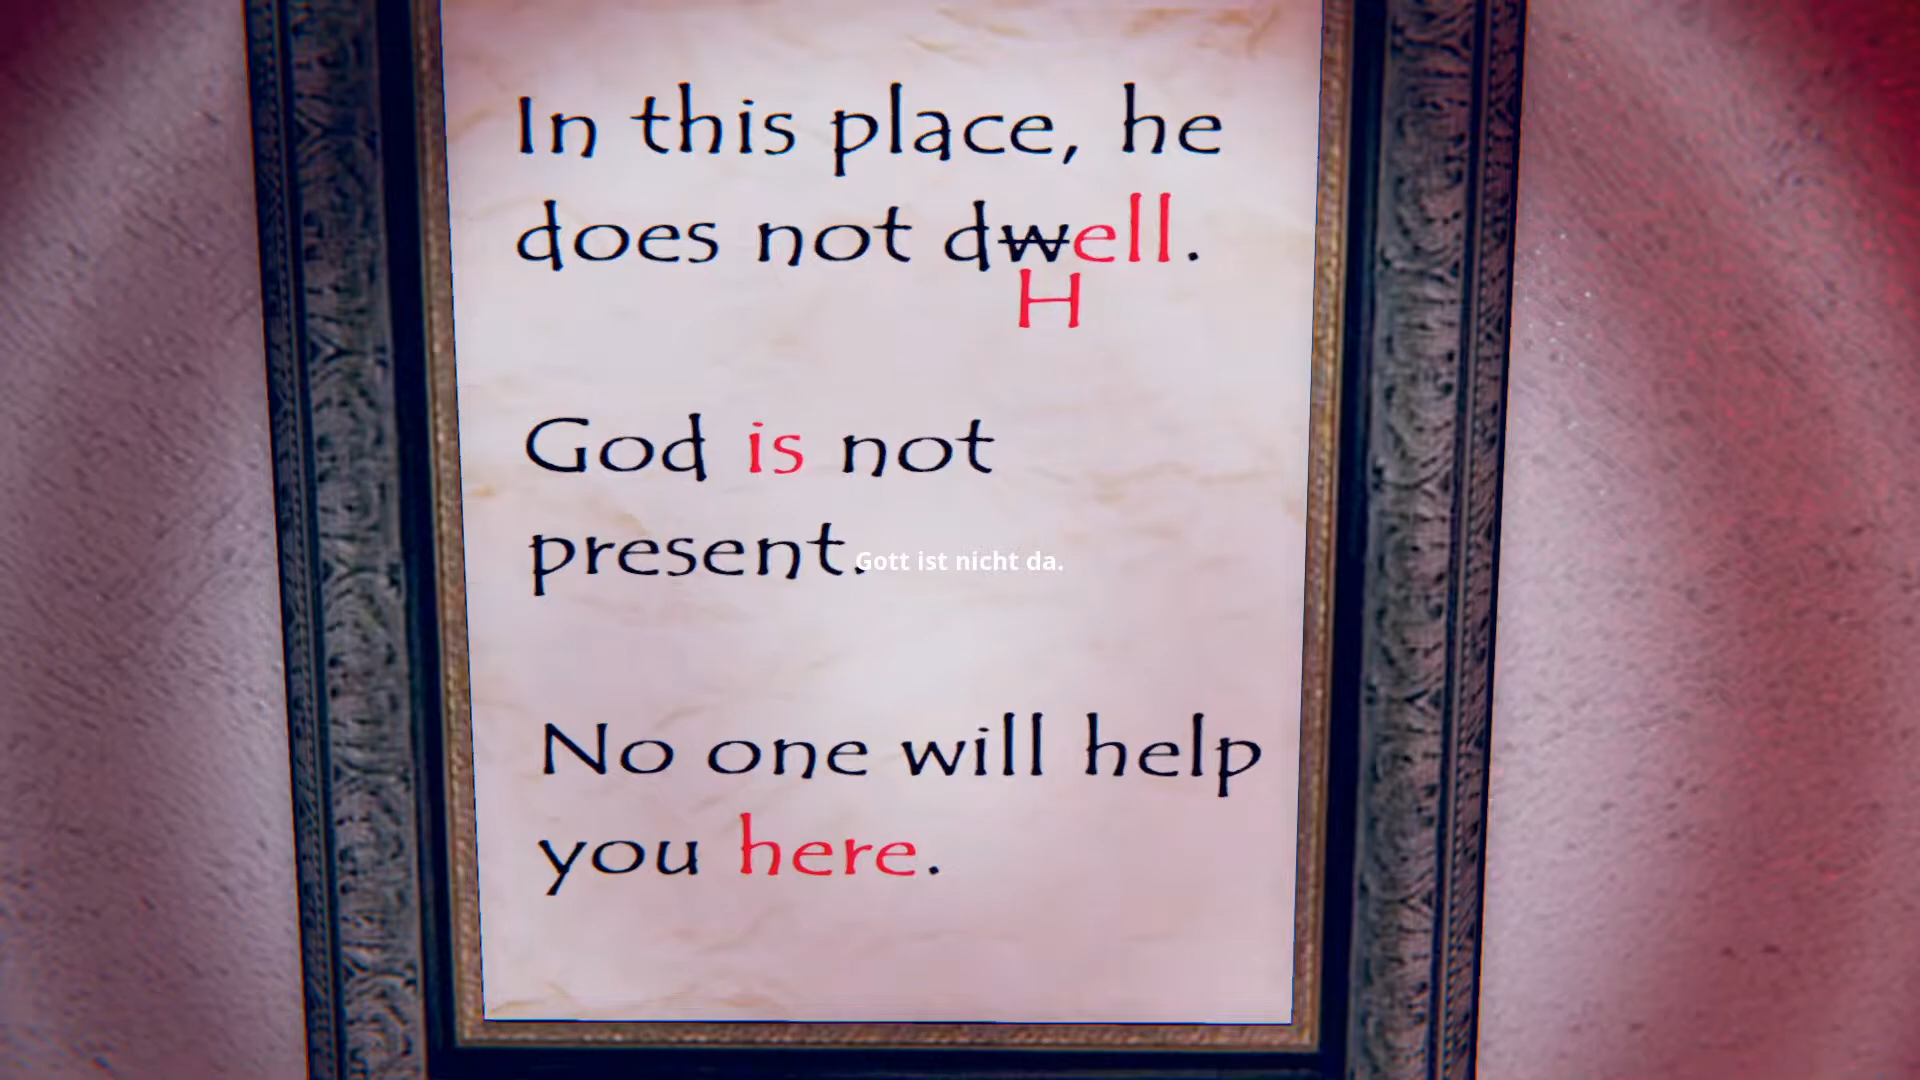 In this place, he
does not dwell.
H
God is not
present.
Gott ist nicht da.
No one will help
you here.